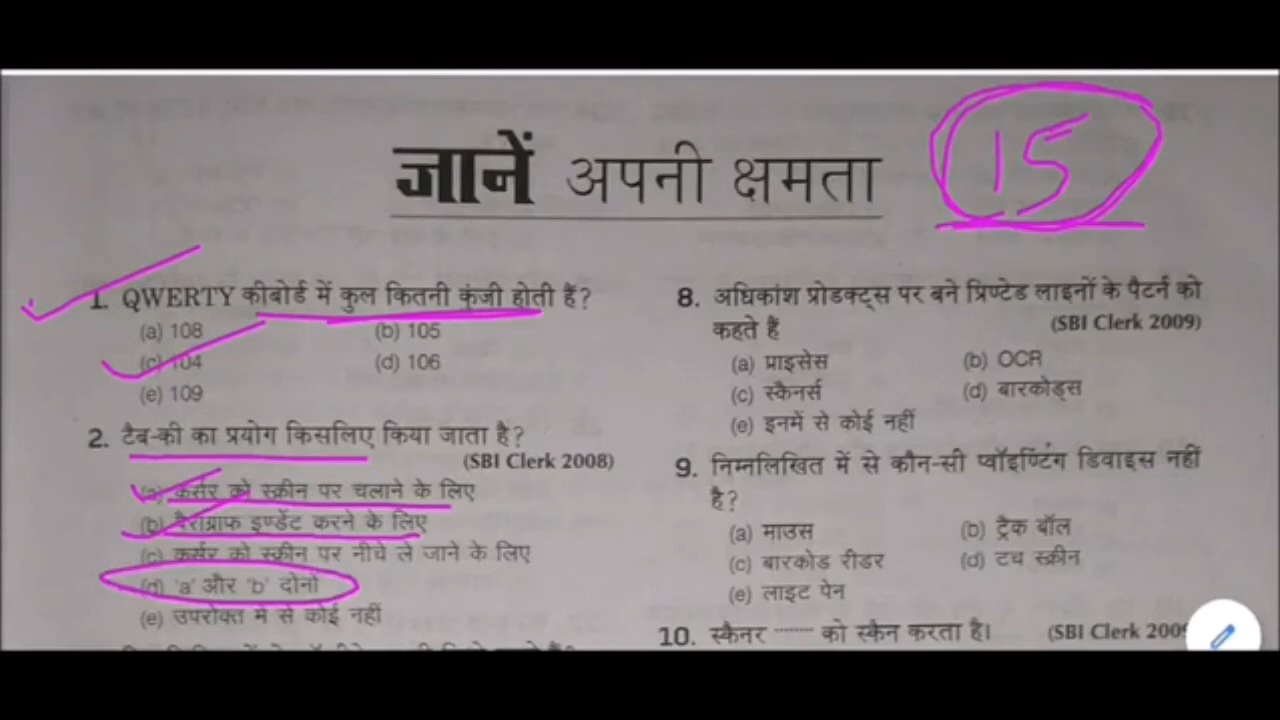 जानें अपनी क्षमता
15
1. QWERTY कीबोर्ड में कुल कितनी कुंजी होती हैं?
(a) 108 (b) 105
(c) 104 (d) 106
(e) 109
2. टैब-की का प्रयोग किसलिए किया जाता है?
(SBI Clerk 2008)
(a) कर्सर को स्क्रीन पर चलाने के लिए
(b) पैराग्राफ इण्डेंट करने के लिए
(c) कर्सर को स्क्रीन पर नीचे ले जाने के लिए
(d) 'a' और 'b' दोनों
(e) उपरोक्त में से कोई नहीं
8. अधिकांश प्रोडक्ट्स पर बने प्रिण्टेड लाइनों के पैटर्न को
कहते हैं (SBI Clerk 2009)
(a) प्राइसेस (b) OCR
(c) स्कैनर्स (d) बारकोड्स
(e) इनमें से कोई नहीं
9. निम्नलिखित में से कौन-सी प्वॉइण्टिंग डिवाइस नहीं
है?
(a) माउस (b) ट्रैक बॉल
(c) बारकोड रीडर (d) टच स्क्रीन
(e) लाइट पेन
10. स्कैनर ........ को स्कैन करता है। (SBI Clerk 2009